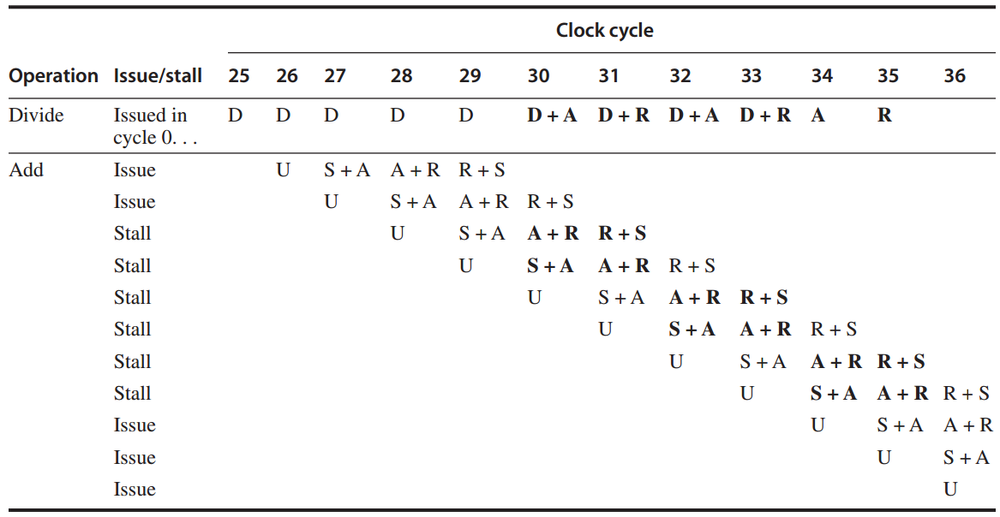 Clock cycle
Operation Issue/stall 25 26 27 28 29 30 31 32 33 34 35 36
Divide Issued in D D D D D D + A D + R D + A D + R A R
cycle 0. . .
Add Issue U S + A A + R R + S
Issue U S + A A + R R + S
Stall U S + A A + R R + S
Stall U S + A A + R R + S
Stall U S + A A + R R + S
Stall U S + A A + R R + S
Stall U S + A A + R R + S
Stall U S + A A + R R + S
Issue U S + A A + R
Issue U S + A
Issue U